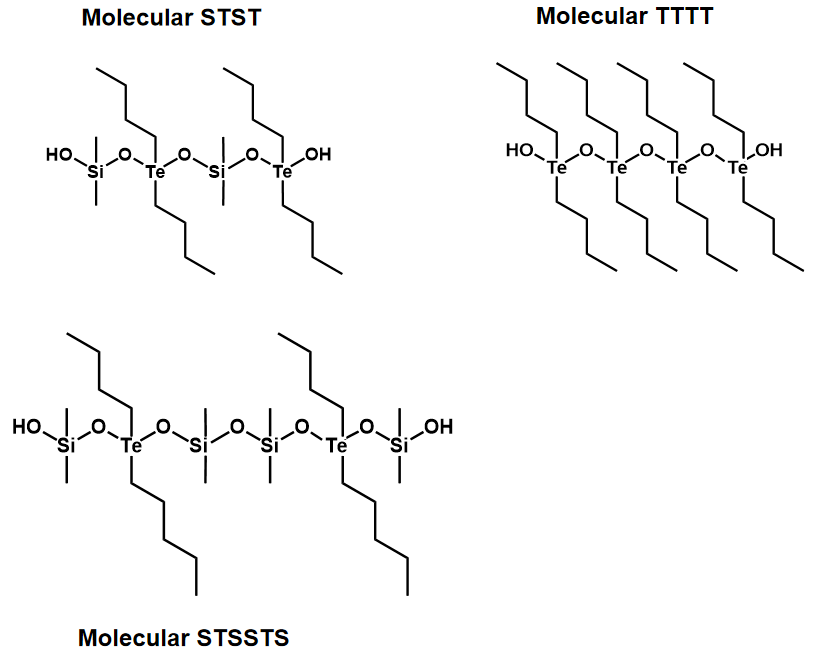 Molecular STST
Molecular TTTT
HO Si O Te O Si O Te OH
HO Te O Te O Te O Te OH
HO Si O Te O Si O Si O Te O Si OH
Molecular STSSTS